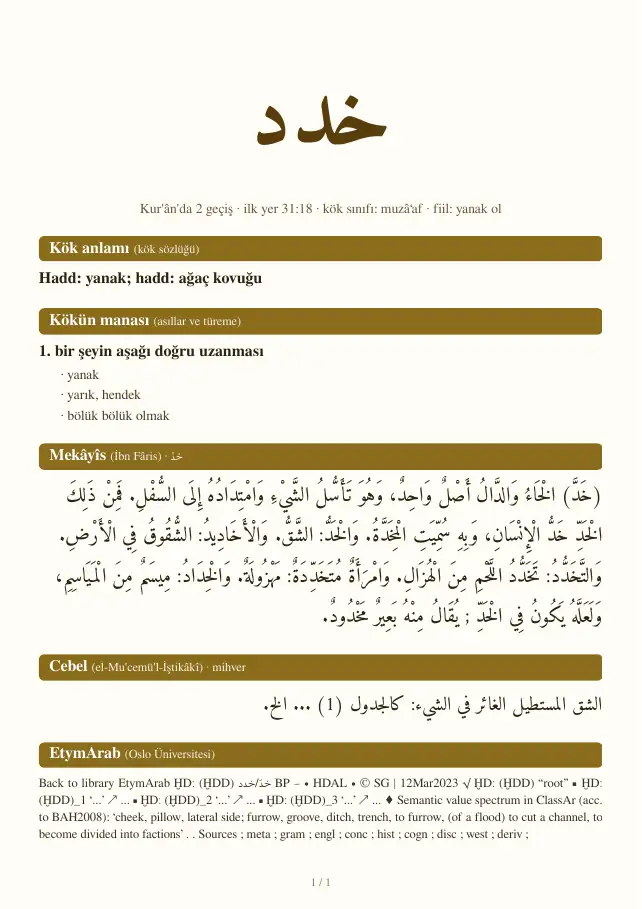 خدد
Kur'ân'da 2 geçiş · ilk yer 31:18 · kök sınıfı: muzâ'af · fiil: yanak ol
Kök anlamı (kök sözlüğü)
Hadd: yanak; hadd: ağaç kovuğu
Kökün manası (asıllar ve türeme)
1. bir şeyin aşağı doğru uzanması
· yanak
· yarık, hendek
· bölük bölük olmak
Mekâyîs (İbn Fâris) · خَدَّ
(خَدَّ) الْخَاءُ وَالدَّالُ أَصْلٌ وَاحِدٌ، وَهُوَ تَأَسُّلُ الشَّيْءِ وَامْتِدَادُهُ إِلَى السُّفْلِ. فَمِنْ ذَلِكَ
الْخَدِّ خَدُّ الْإِنْسَانِ، وَبِهِ سُمِّيَتِ الْمِخَدَّةُ. وَالْخَدُّ: الشَّقُّ. وَالْأَخَادِيدُ: الشُّقُوقُ فِي الْأَرْضِ.
وَالتَّخَدُّدُ: تَخَدُّدُ اللَّحْمِ مِنَ الْهُزَالِ. وَامْرَأَةٌ مُتَخَدِّدَةٌ: مَهْزُولَةٌ. وَالْخِدَادُ: مِيسَمٌ مِنَ الْمَيَاسِمِ،
وَلَعَلَّهُ يَكُونُ فِي الْخَدِّ ; يُقَالُ مِنْهُ بَعِيرٌ مَخْدُودٌ.
Cebel (el-Mu'cemü'l-İştikâkî) · mihver
الشق المستطيل الغائر في الشيء: كالجدول (1) ... الخ.
EtymArab (Oslo Üniversitesi)
Back to library EtymArab ḪD: (ḪDD) خدّ/خدد BP – • HDAL • © SG | 12Mar2023 √ ḪD: (ḪDD) “root” ▪ ḪD:
(ḪDD)_1 ‘...’ ↗ ... ▪ ḪD: (ḪDD)_2 ‘...’ ↗ ... ▪ ḪD: (ḪDD)_3 ‘...’ ↗ ... ♦ Semantic value spectrum in ClassAr (acc.
to BAH2008): ‘cheek, pillow, lateral side; furrow, groove, ditch, trench, to furrow, (of a flood) to cut a channel, to
become divided into factions’ . . Sources ; meta ; gram ; engl ; conc ; hist ; cogn ; disc ; west ; deriv ;
1 / 1